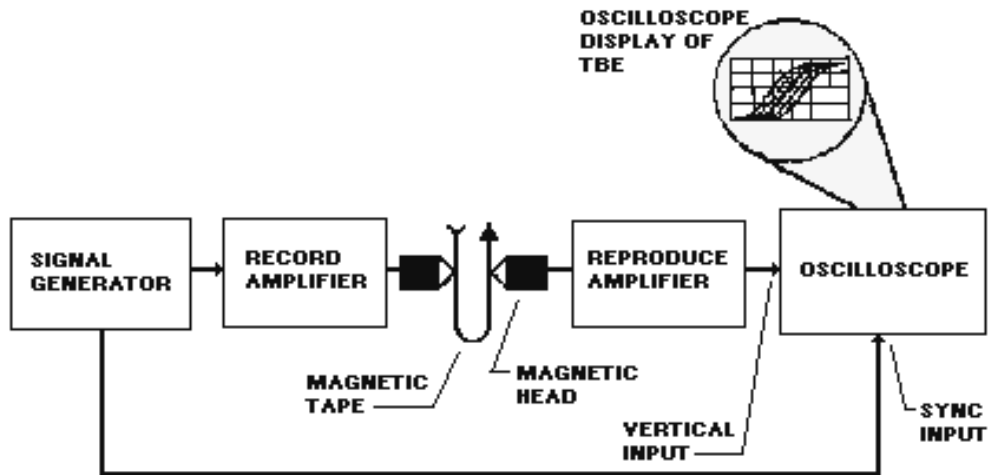 OSCILLOSCOPE
DISPLAY OF
TBE
SIGNAL
GENERATOR
RECORD
AMPLIFIER
REPRODUCE
AMPLIFIER
OSCILLOSCOPE
MAGNETIC
TAPE
MAGNETIC
HEAD
VERTICAL
INPUT
SYNC
INPUT